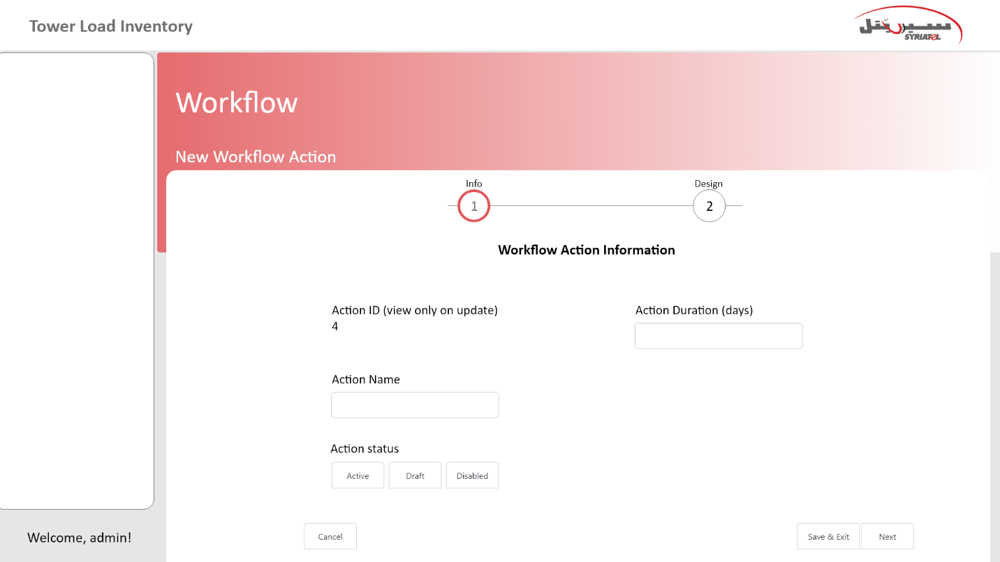 Tower Load Inventory
سيريتل
SYRIATEL
Workflow
New Workflow Action
Info
Design
1
2
Workflow Action Information
Action ID (view only on update)
4
Action Duration (days)
Action Name
Action status
Active
Draft
Disabled
Cancel
Save & Exit
Next
Welcome, admin!